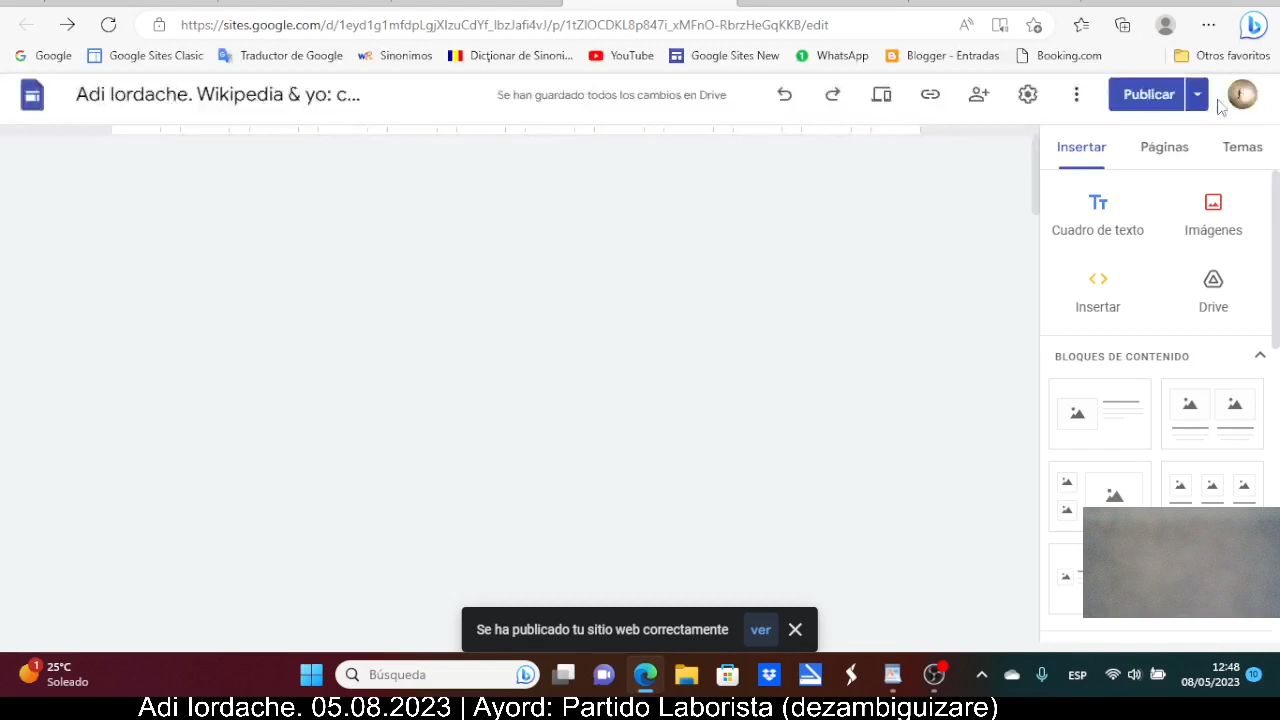 https://sites.google.com/d/1eyd1g1mfdpLgjXIzuCdYf_IbzJafi4vJ/p/1tZIOCDKL8p847i_xMFnO-RbrzHeGqKKB/edit
Google Google Sites Clasic Traductor de Google Sinonimos Dicționar de Sinoni... YouTube Google Sites New WhatsApp Blogger - Entradas Booking.com Otros favoritos
Adi Iordache. Wikipedia & yo: c... Se han guardado todos los cambios en Drive Publicar
Insertar Páginas Temas
Cuadro de texto Imágenes
Insertar Drive
BLOQUES DE CONTENIDO
Se ha publicado tu sitio web correctamente ver
1 25°C
Soleado
Búsqueda
ESP
12:48
08/05/2023 10
Adi Iordache. 05.08.2023 | Ayord: Partido Laborista (dezambiguizare)